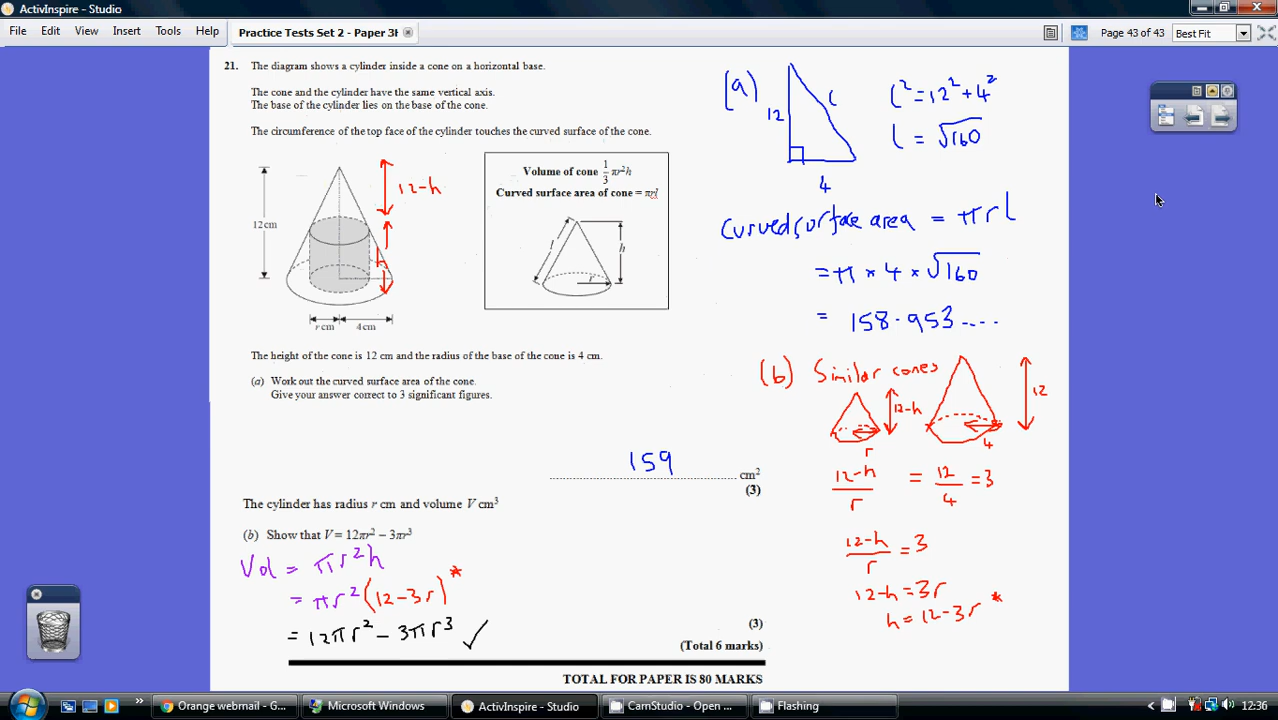 ActivInspire - Studio
File Edit View Insert Tools Help
Practice Tests Set 2 - Paper 3H
Page 43 of 43
Best Fit
21. The diagram shows a cylinder inside a cone on a horizontal base.
The cone and the cylinder have the same vertical axis.
The base of the cylinder lies on the base of the cone.
The circumference of the top face of the cylinder touches the curved surface of the cone.
12-h
12cm
h
r cm
4cm
Volume of cone 1/3 πr²h
Curved surface area of cone = πrl
l
h
r
The height of the cone is 12 cm and the radius of the base of the cone is 4 cm.
(a) Work out the curved surface area of the cone.
Give your answer correct to 3 significant figures.
159
cm²
(3)
The cylinder has radius r cm and volume V cm³
(b) Show that V = 12πr² − 3πr³
Vol = πr²h
= πr²(12-3r)*
= 12πr² - 3πr³ ✓
(3)
(Total 6 marks)
TOTAL FOR PAPER IS 80 MARKS
(a)
12
l
4
l² = 12² + 4²
l = √160
Curved surface area = πrl
= π × 4 × √160
= 158.953....
(b) Similar cones
12-h
r
12
4
12-h/r = 12/4 = 3
12-h/r = 3
12-h = 3r
h = 12-3r *
Orange webmail - G...
Microsoft Windows
ActivInspire - Studio
CamStudio - Open ...
Flashing
12:36